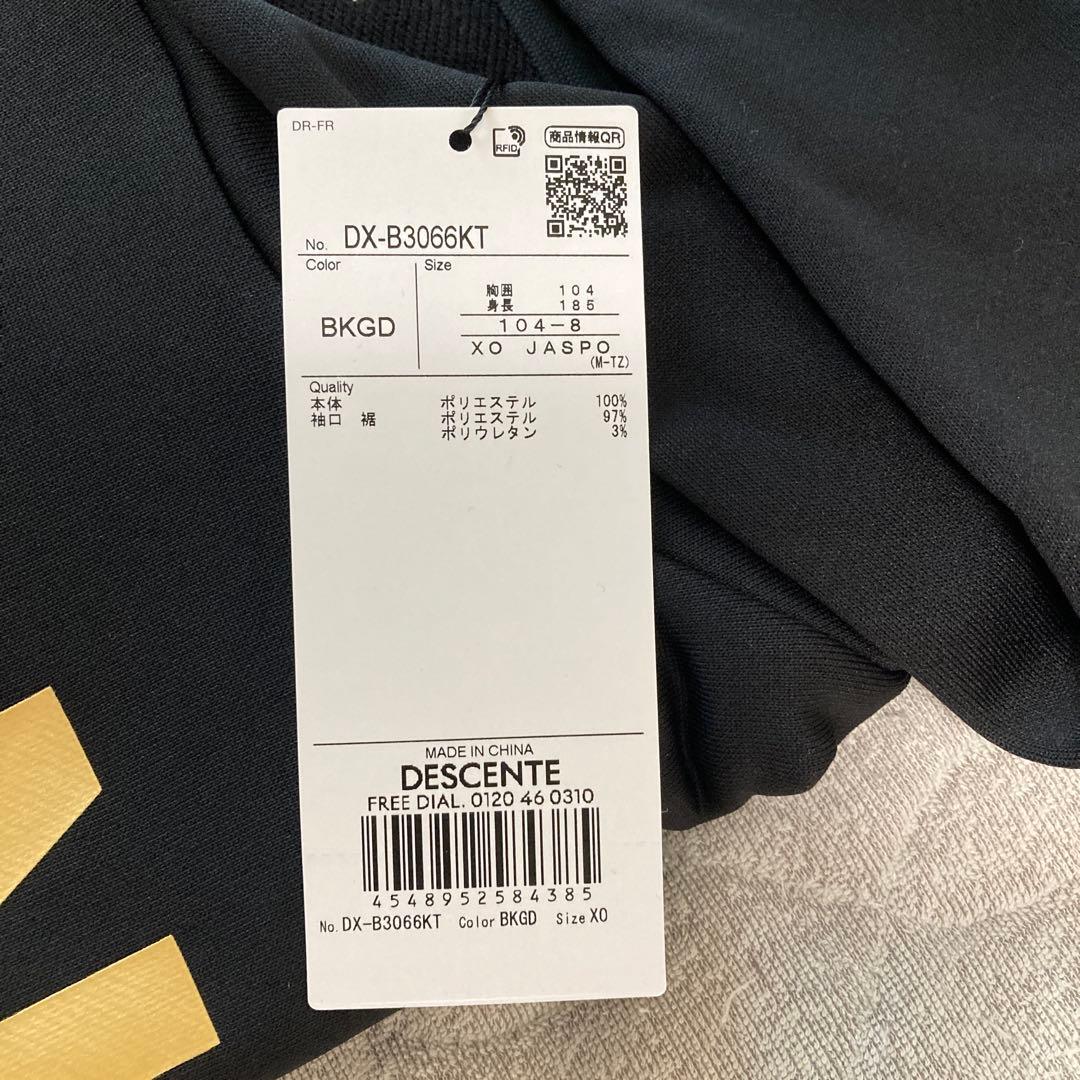 DR-FR
RFID
商品情報QR
No. DX-B3066KT
Color
Size
BKGD
胸囲 104
身長 185
104-8
XO JASPO
(M-TZ)
Quality
本体 ポリエステル 100%
袖口 裾 ポリエステル 97%
ポリウレタン 3%
MADE IN CHINA
DESCENTE
FREE DIAL. 0120 46 0310
4548952584385
No. DX-B3066KT Color BKGD Size XO